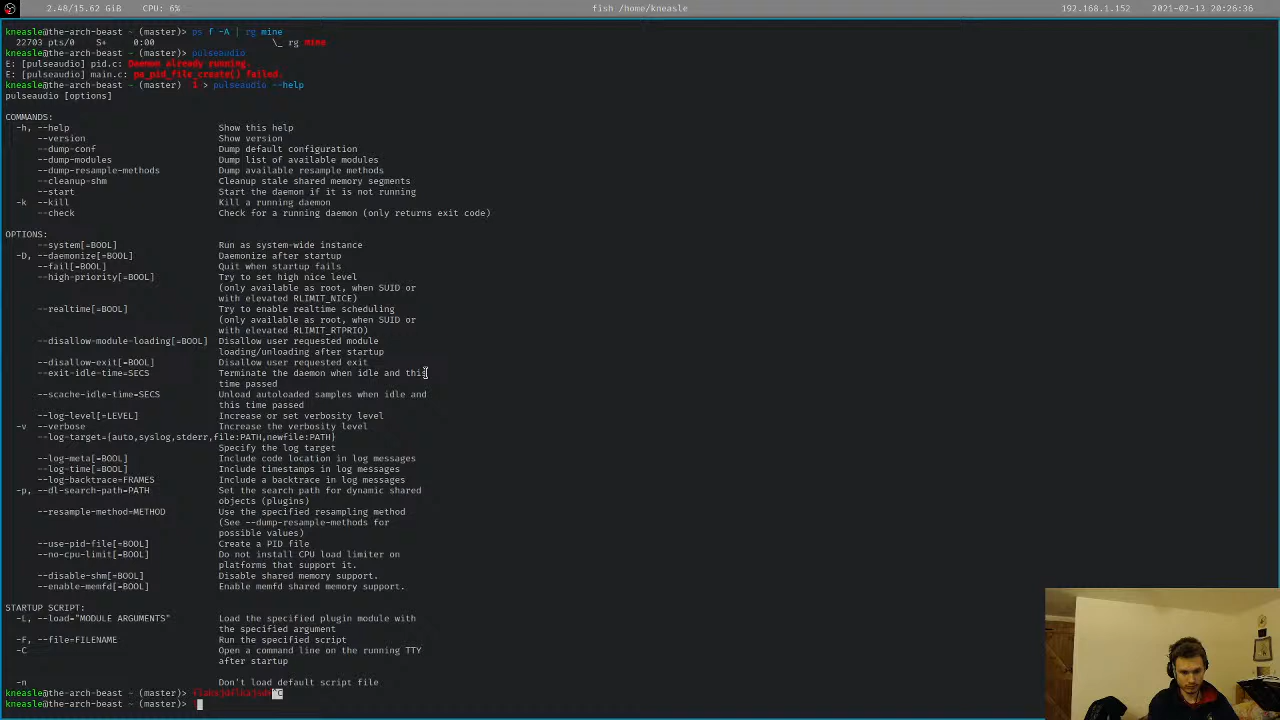 2.48/15.62 GiB CPU: 6% fish /home/kneasle 192.168.1.152 2021-02-13 20:26:36
kneasle@the-arch-beast ~ (master)> ps f -A | rg mine
22703 pts/0 S+ 0:00 \_ rg mine
kneasle@the-arch-beast ~ (master)> pulseaudio
E: [pulseaudio] pid.c: Daemon already running.
E: [pulseaudio] main.c: pa_pid_file_create() failed.
kneasle@the-arch-beast ~ (master) 1 > pulseaudio --help
pulseaudio [options]
COMMANDS:
-h, --help Show this help
--version Show version
--dump-conf Dump default configuration
--dump-modules Dump list of available modules
--dump-resample-methods Dump available resample methods
--cleanup-shm Cleanup stale shared memory segments
--start Start the daemon if it is not running
-k --kill Kill a running daemon
--check Check for a running daemon (only returns exit code)
OPTIONS:
--system[=BOOL] Run as system-wide instance
-D, --daemonize[=BOOL] Daemonize after startup
--fail[=BOOL] Quit when startup fails
--high-priority[=BOOL] Try to set high nice level
(only available as root, when SUID or
with elevated RLIMIT_NICE)
--realtime[=BOOL] Try to enable realtime scheduling
(only available as root, when SUID or
with elevated RLIMIT_RTPRIO)
--disallow-module-loading[=BOOL] Disallow user requested module
loading/unloading after startup
--disallow-exit[=BOOL] Disallow user requested exit
--exit-idle-time=SECS Terminate the daemon when idle and this
time passed
--scache-idle-time=SECS Unload autoloaded samples when idle and
this time passed
--log-level[=LEVEL] Increase or set verbosity level
-v --verbose Increase the verbosity level
--log-target={auto,syslog,stderr,file:PATH,newfile:PATH}
Specify the log target
--log-meta[=BOOL] Include code location in log messages
--log-time[=BOOL] Include timestamps in log messages
--log-backtrace=FRAMES Include a backtrace in log messages
-p, --dl-search-path=PATH Set the search path for dynamic shared
objects (plugins)
--resample-method=METHOD Use the specified resampling method
(See --dump-resample-methods for
possible values)
--use-pid-file[=BOOL] Create a PID file
--no-cpu-limit[=BOOL] Do not install CPU load limiter on
platforms that support it.
--disable-shm[=BOOL] Disable shared memory support.
--enable-memfd[=BOOL] Enable memfd shared memory support.
STARTUP SCRIPT:
-L, --load="MODULE ARGUMENTS" Load the specified plugin module with
the specified argument
-F, --file=FILENAME Run the specified script
-C Open a command line on the running TTY
after startup
-n Don't load default script file
kneasle@the-arch-beast ~ (master)> ^C
kneasle@the-arch-beast ~ (master)>